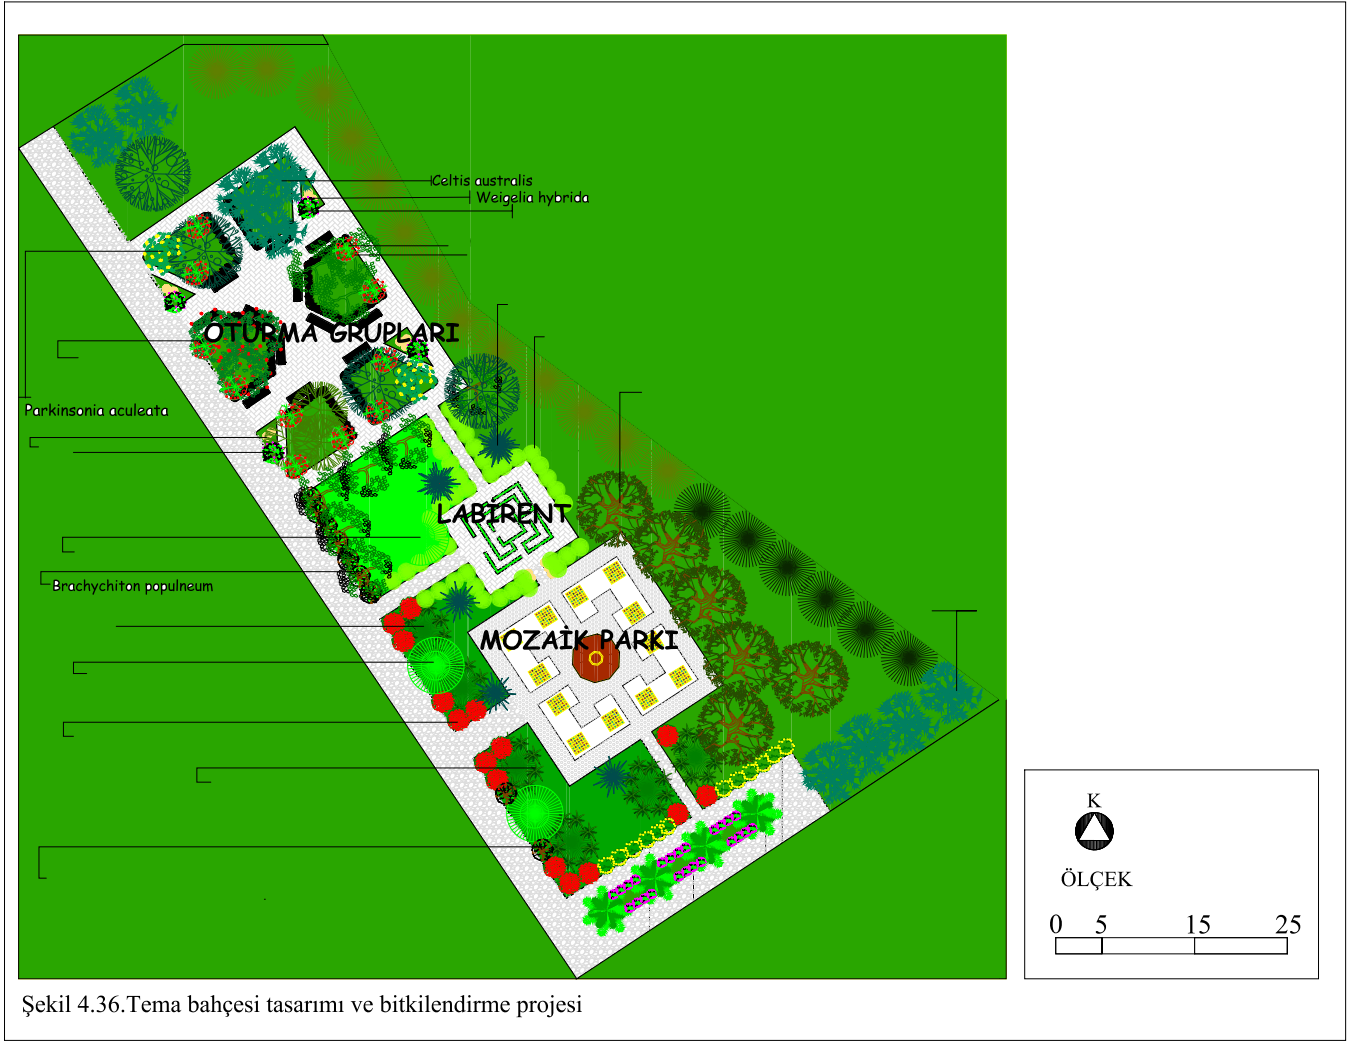 Celtis australis
Weigelia hybrida
OTURMA GRUPLARI
Parkinsonia aculeata
LABİRENT
Brachychiton populneum
MOZAİK PARKI
K
ÖLÇEK
0 5 15 25
Şekil 4.36.Tema bahçesi tasarımı ve bitkilendirme projesi